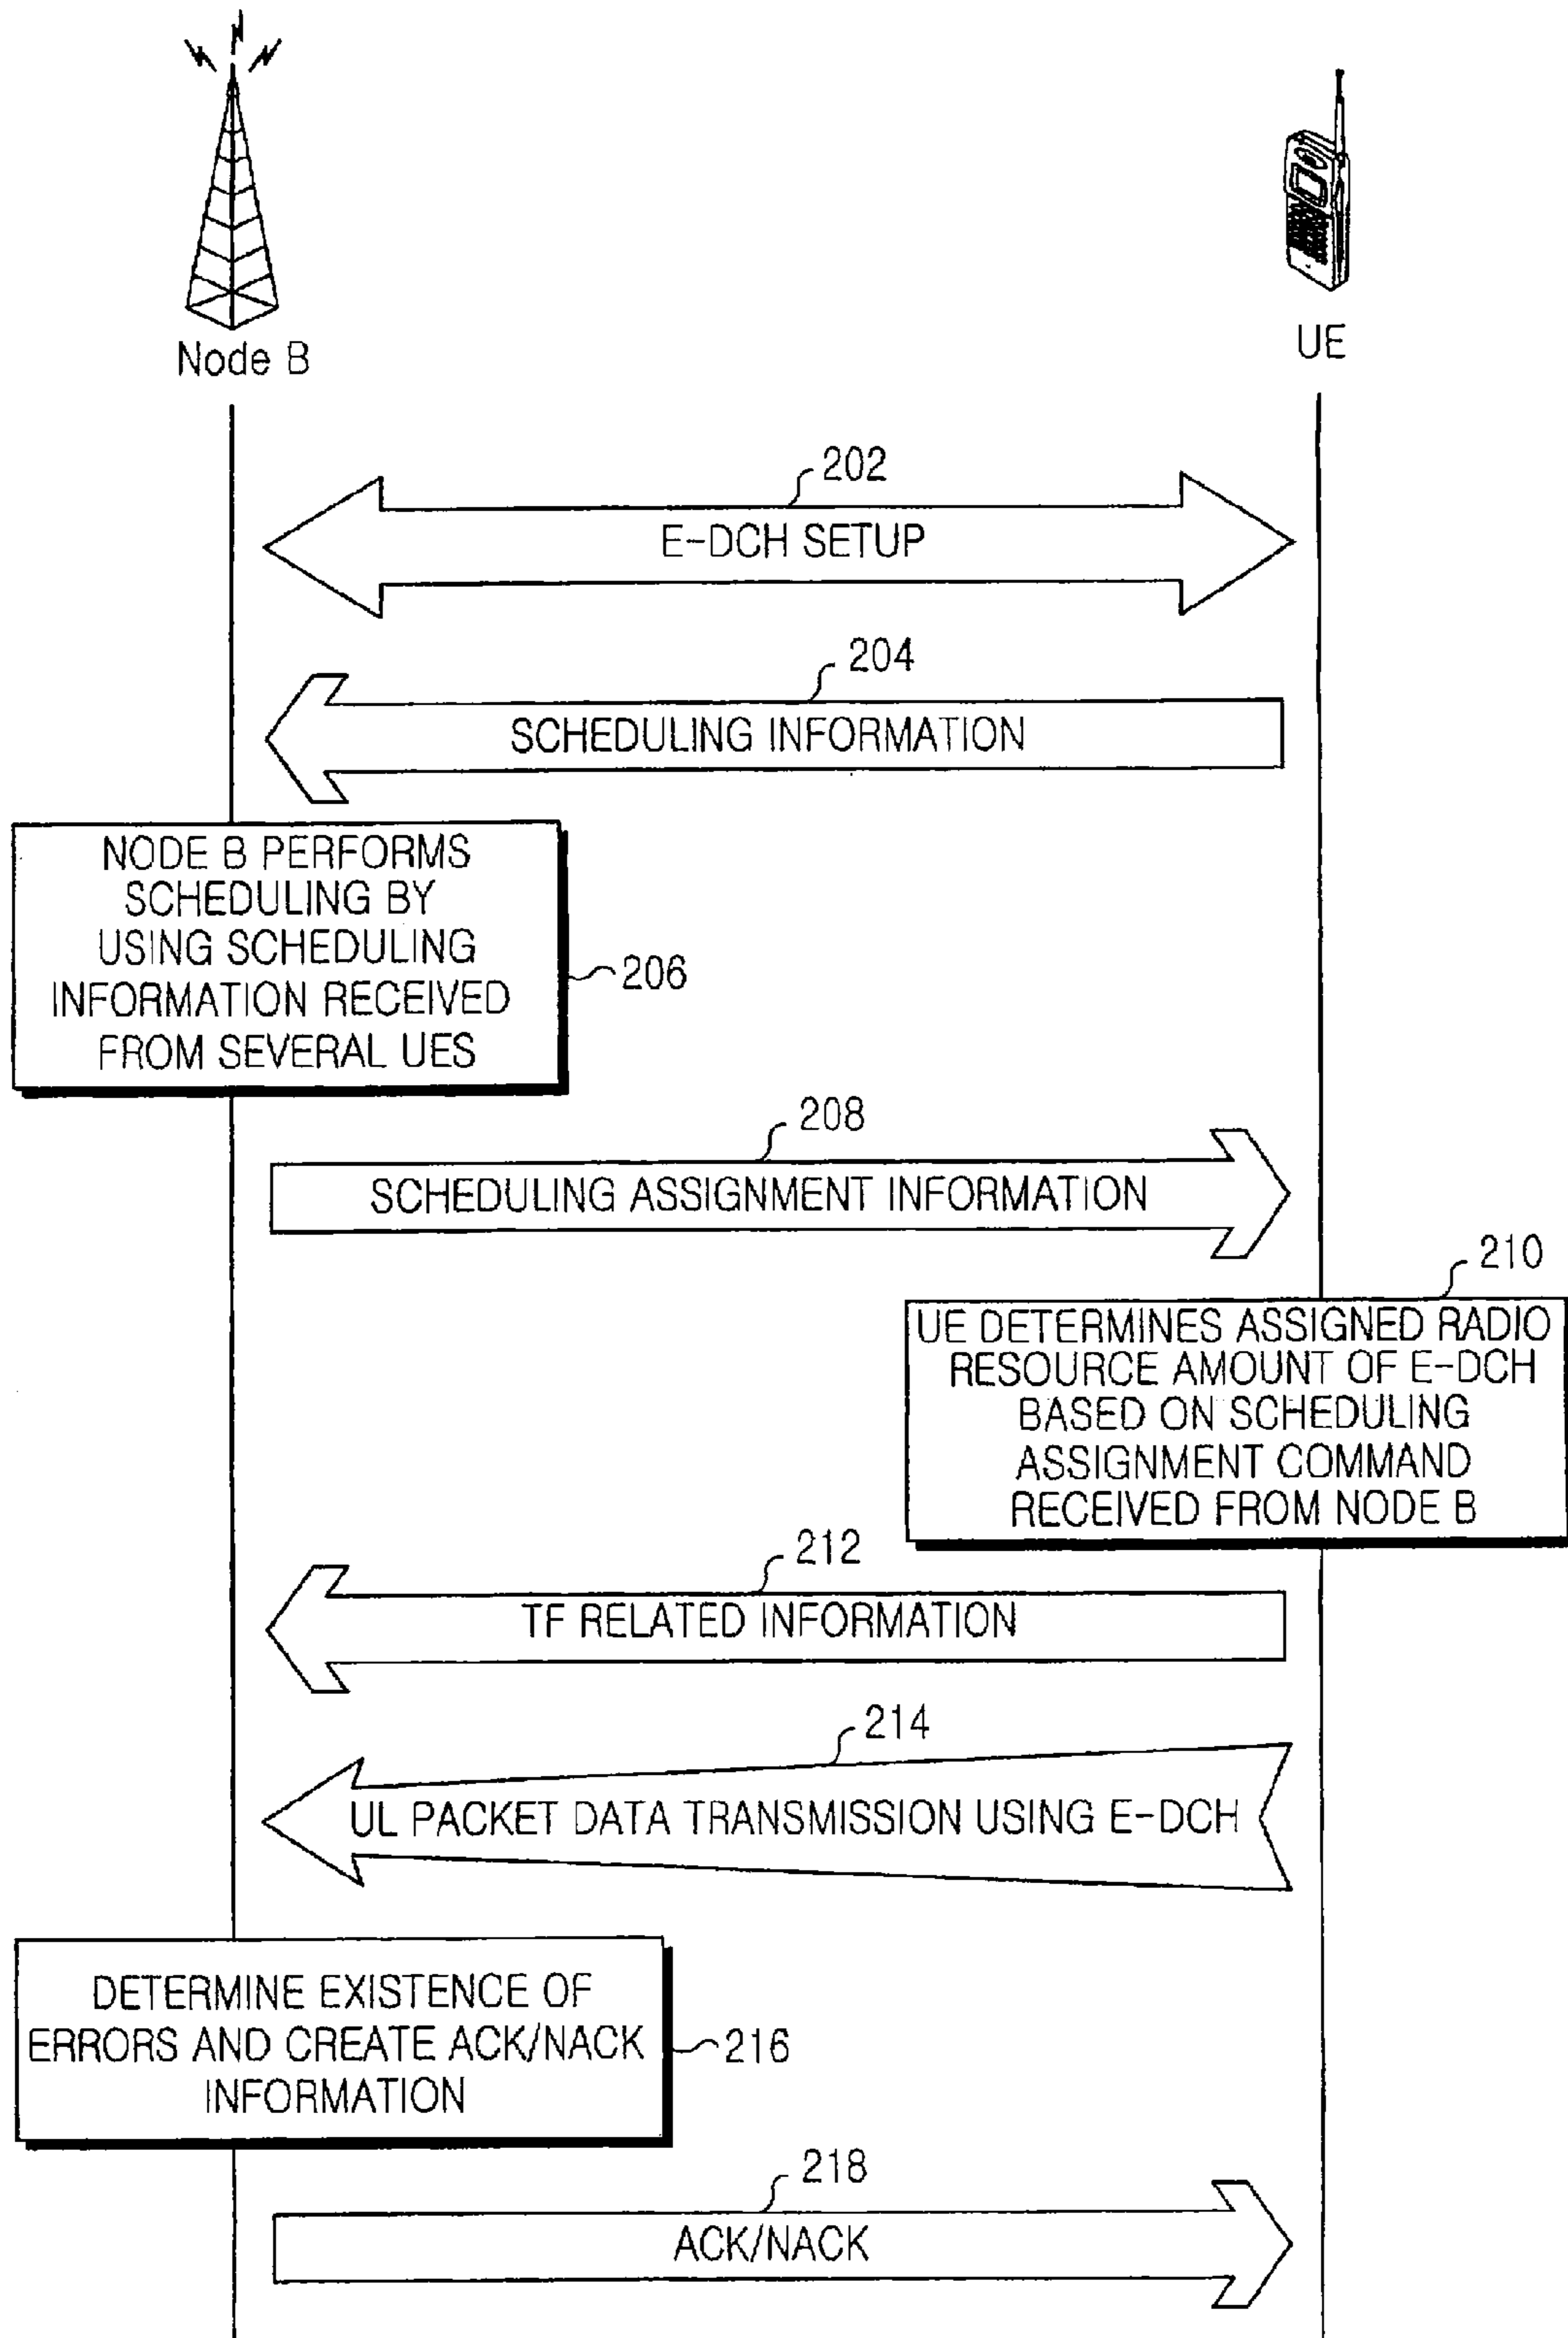 Node B
UE
202
E-DCH SETUP
204
SCHEDULING INFORMATION
NODE B PERFORMS
SCHEDULING BY
USING SCHEDULING
INFORMATION RECEIVED
FROM SEVERAL UES
206
208
SCHEDULING ASSIGNMENT INFORMATION
210
UE DETERMINES ASSIGNED RADIO
RESOURCE AMOUNT OF E-DCH
BASED ON SCHEDULING
ASSIGNMENT COMMAND
RECEIVED FROM NODE B
212
TF RELATED INFORMATION
214
UL PACKET DATA TRANSMISSION USING E-DCH
DETERMINE EXISTENCE OF
ERRORS AND CREATE ACK/NACK
INFORMATION
216
218
ACK/NACK